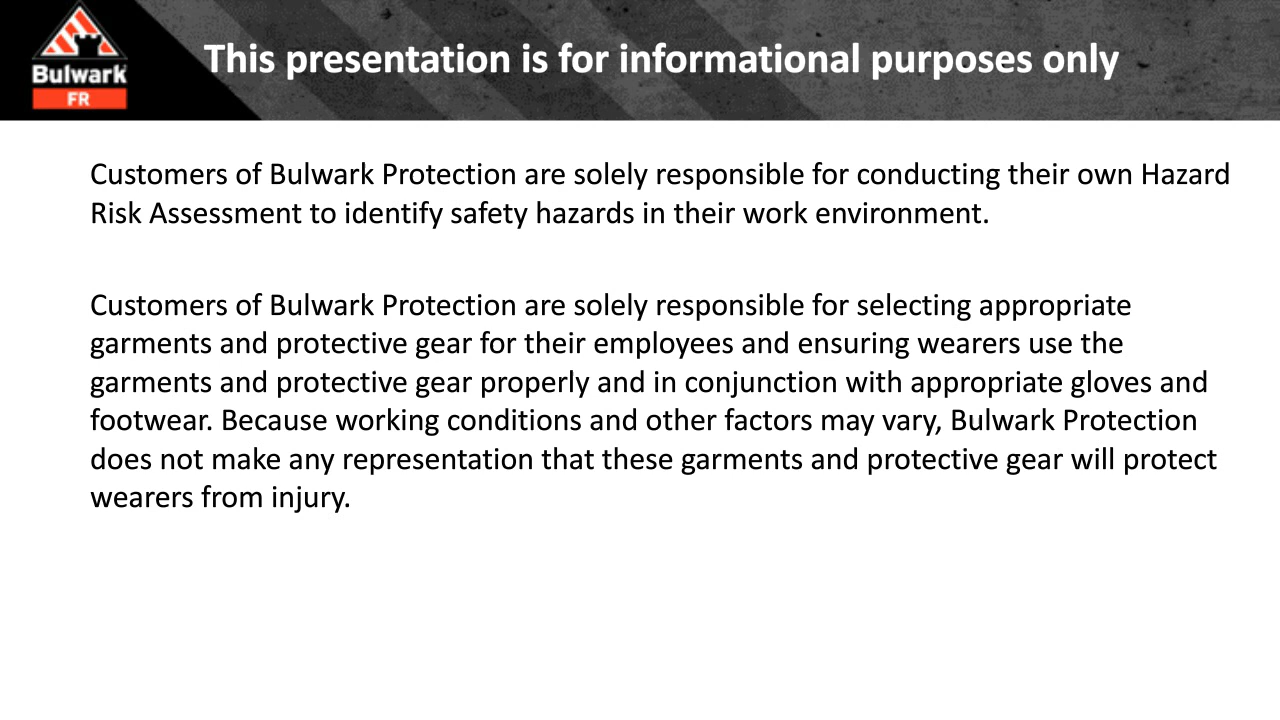 Bulwark
FR
This presentation is for informational purposes only
Customers of Bulwark Protection are solely responsible for conducting their own Hazard
Risk Assessment to identify safety hazards in their work environment.
Customers of Bulwark Protection are solely responsible for selecting appropriate
garments and protective gear for their employees and ensuring wearers use the
garments and protective gear properly and in conjunction with appropriate gloves and
footwear. Because working conditions and other factors may vary, Bulwark Protection
does not make any representation that these garments and protective gear will protect
wearers from injury.